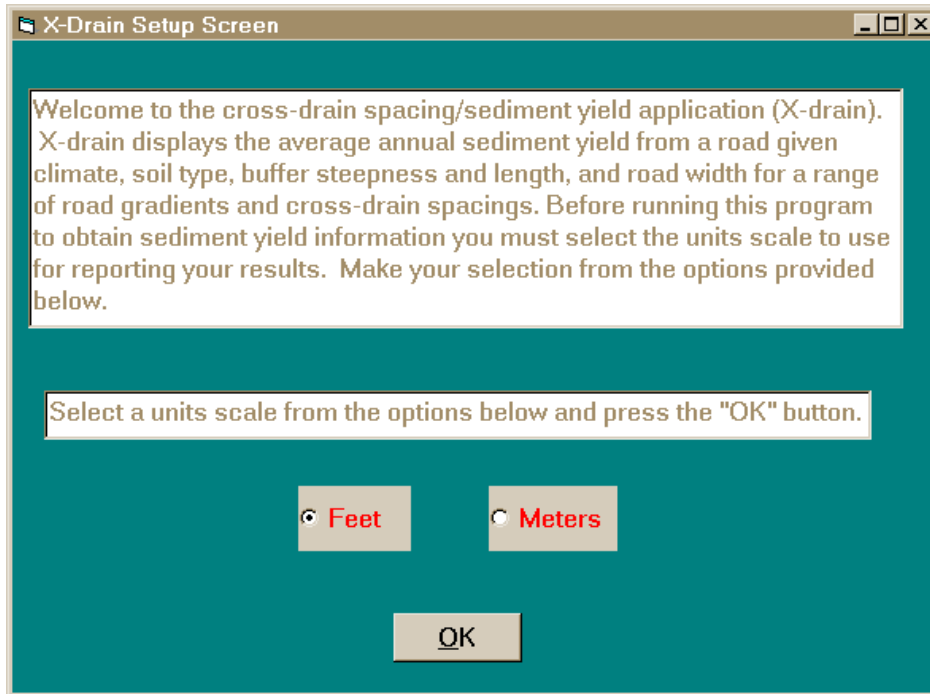 X-Drain Setup Screen
Welcome to the cross-drain spacing/sediment yield application (X-drain).
X-drain displays the average annual sediment yield from a road given
climate, soil type, buffer steepness and length, and road width for a range
of road gradients and cross-drain spacings. Before running this program
to obtain sediment yield information you must select the units scale to use
for reporting your results.  Make your selection from the options provided
below.
Select a units scale from the options below and press the "OK" button.
Feet
Meters
OK